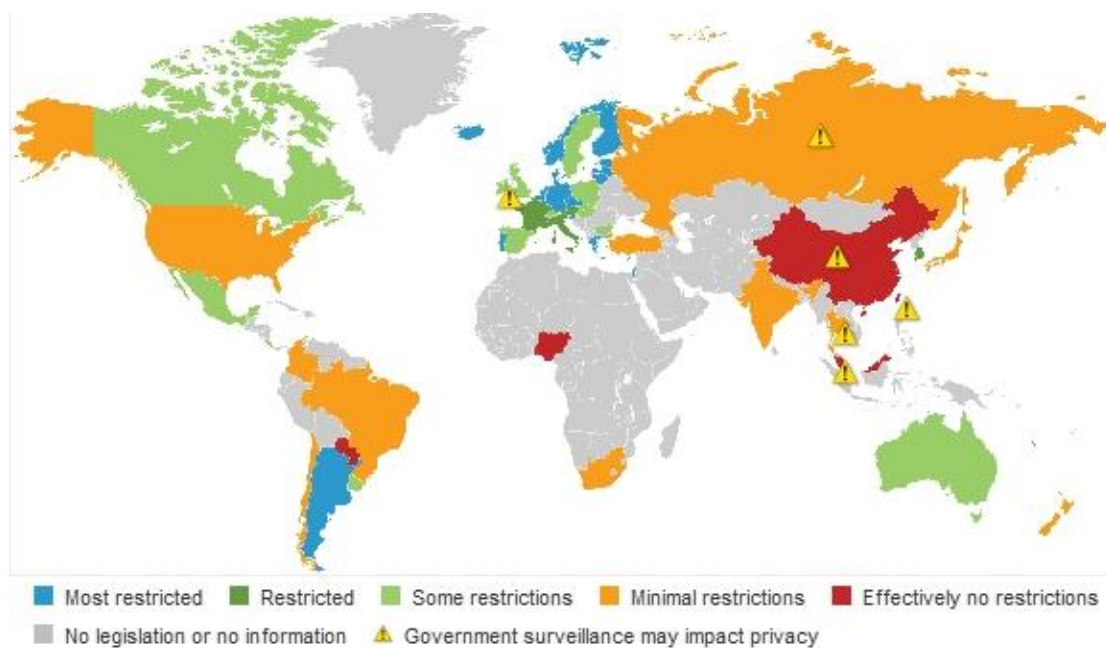 Most restricted Restricted Some restrictions Minimal restrictions Effectively no restrictions
No legislation or no information Government surveillance may impact privacy